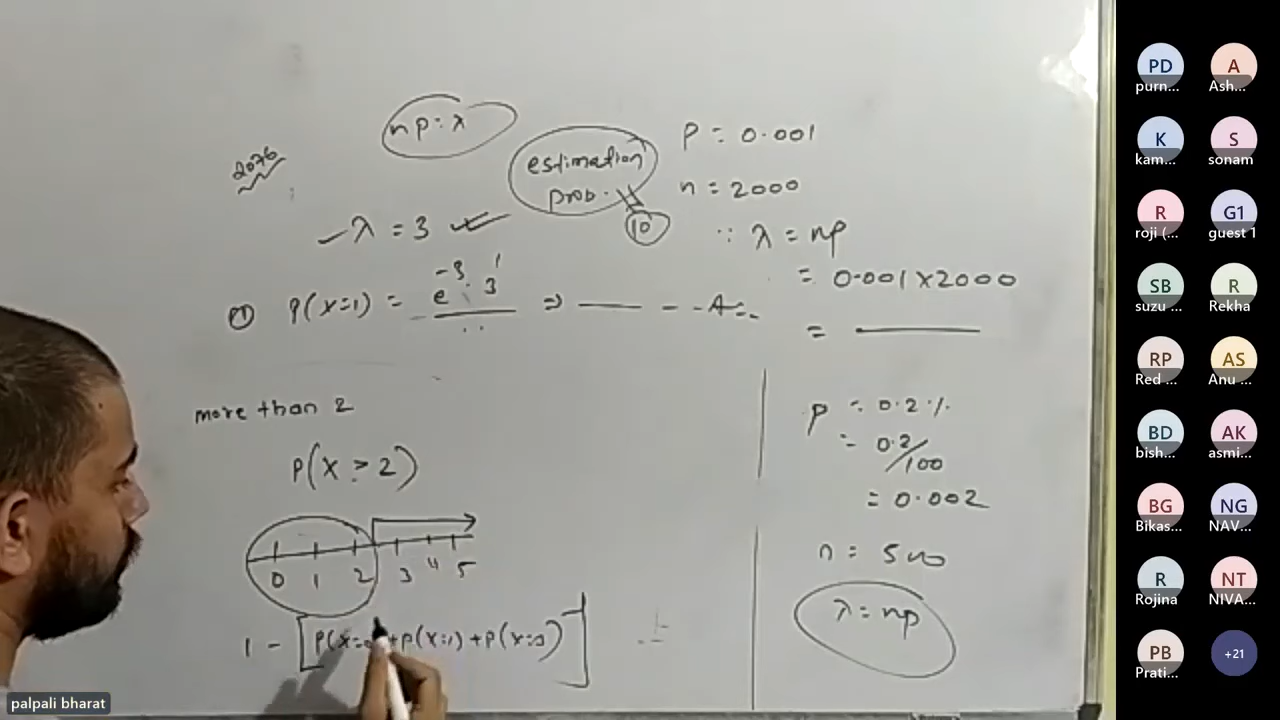 np = λ
2076
estimation
prob.
10
λ = 3
① P(X=1) = e^-3 . 3^1 / .. ⇒ —— - - A = .
P = 0.001
n = 2000
∵ λ = np
= 0.001 x 2000
= ——
more than 2
P(X > 2)
0 1 2 3 4 5
1 - [P(X=0)+P(X=1)+P(X=2)]
P = 0.2 %
= 0.2/100
= 0.002
n = 500
λ = np
PD
purn...
A
Ash...
K
kam...
S
sonam
R
roji (...
G1
guest 1
SB
suzu ...
R
Rekha
RP
Red ...
AS
Anu ...
BD
bish...
AK
asmi...
BG
Bikas...
NG
NAV...
R
Rojina
NT
NIVA...
PB
Prati...
+21
palpali bharat